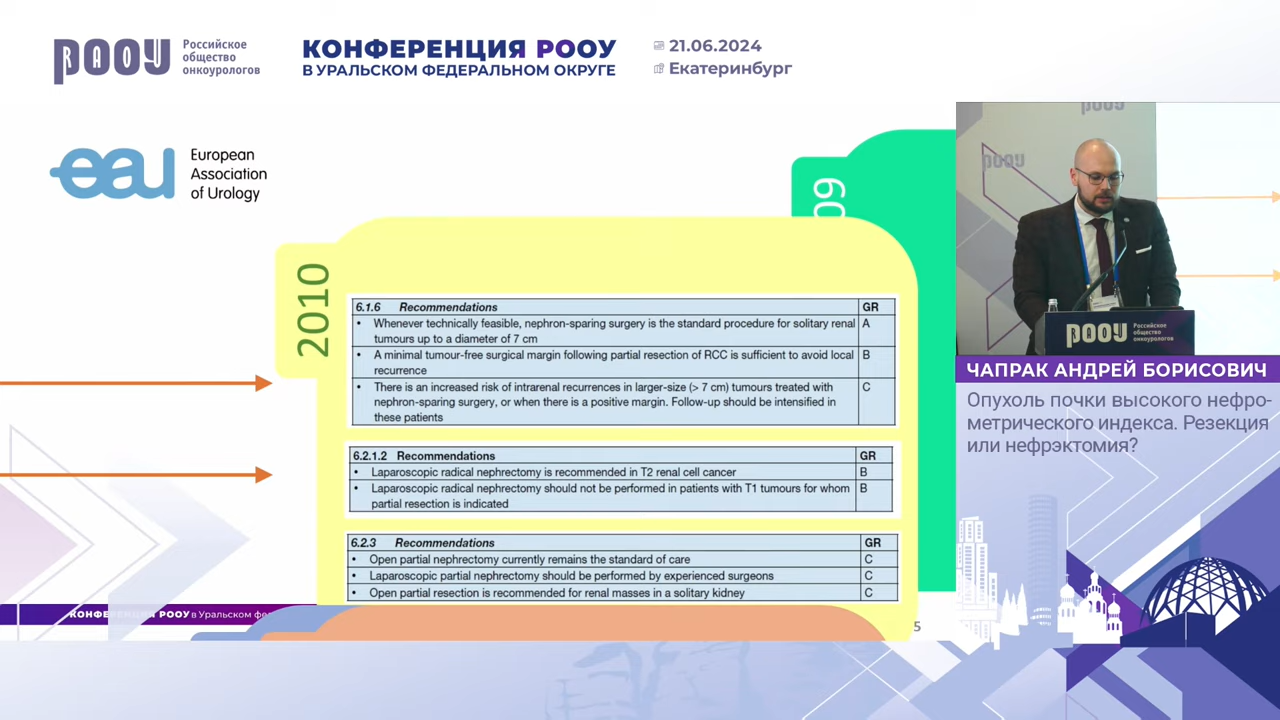 РООУ
Российское
общество
онкоурологов
КОНФЕРЕНЦИЯ РООУ
В УРАЛЬСКОМ ФЕДЕРАЛЬНОМ ОКРУГЕ
21.06.2024
Екатеринбург
eau
European
Association
of Urology
09
2010
6.1.6 Recommendations GR
• Whenever technically feasible, nephron-sparing surgery is the standard procedure for solitary renal A
tumours up to a diameter of 7 cm
• A minimal tumour-free surgical margin following partial resection of RCC is sufficient to avoid local B
recurrence
• There is an increased risk of intrarenal recurrences in larger-size (> 7 cm) tumours treated with C
nephron-sparing surgery, or when there is a positive margin. Follow-up should be intensified in
these patients
6.2.1.2 Recommendations GR
• Laparoscopic radical nephrectomy is recommended in T2 renal cell cancer B
• Laparoscopic radical nephrectomy should not be performed in patients with T1 tumours for whom B
partial resection is indicated
6.2.3 Recommendations GR
• Open partial nephrectomy currently remains the standard of care C
• Laparoscopic partial nephrectomy should be performed by experienced surgeons C
• Open partial resection is recommended for renal masses in a solitary kidney C
КОНФЕРЕНЦИЯ РООУ в Уральском фе
5
РООУ
РООУ
РООУ
Российское
общество
онкоурологов
ЧАПРАК АНДРЕЙ БОРИСОВИЧ
Опухоль почки высокого нефро-
метрического индекса. Резекция
или нефрэктомия?